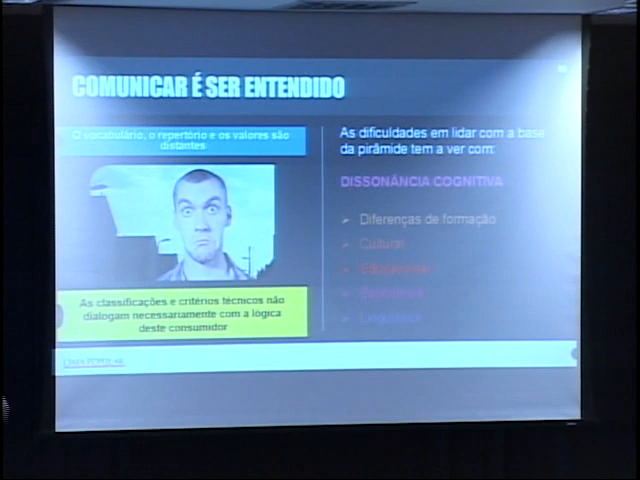 COMUNICAR É SER ENTENDIDO
O vocabulário, o repertório e os valores são
distantes
As classificações e critérios técnicos não
dialogam necessariamente com a lógica
deste consumidor
As dificuldades em lidar com a base
da pirâmide tem a ver com:
DISSONÂNCIA COGNITIVA
Diferenças de formação
Cultural